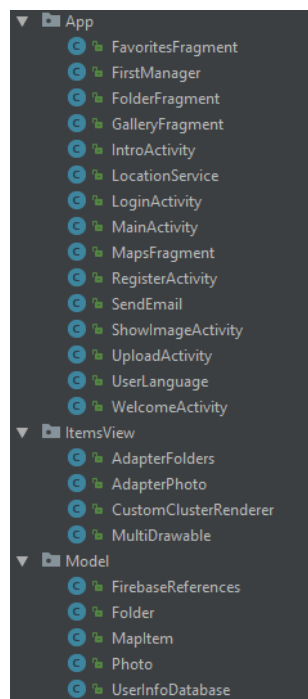 App
FavoritesFragment
FirstManager
FolderFragment
GalleryFragment
IntroActivity
LocationService
LoginActivity
MainActivity
MapsFragment
RegisterActivity
SendEmail
ShowImageActivity
UploadActivity
UserLanguage
WelcomeActivity
ItemsView
AdapterFolders
AdapterPhoto
CustomClusterRenderer
MultiDrawable
Model
FirebaseReferences
Folder
MapItem
Photo
UserInfoDatabase